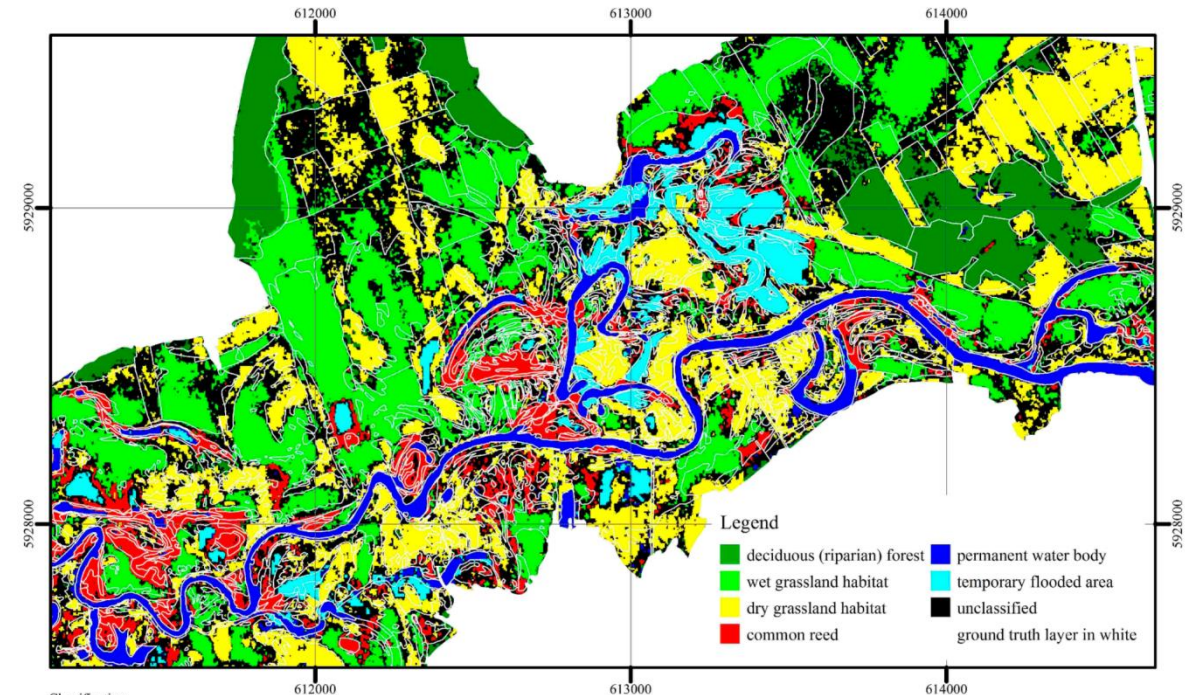 612000 613000 614000
5929000 5929000
5928000 5928000
Legend
deciduous (riparian) forest permanent water body
wet grassland habitat temporary flooded area
dry grassland habitat unclassified
common reed ground truth layer in white
612000 613000 614000